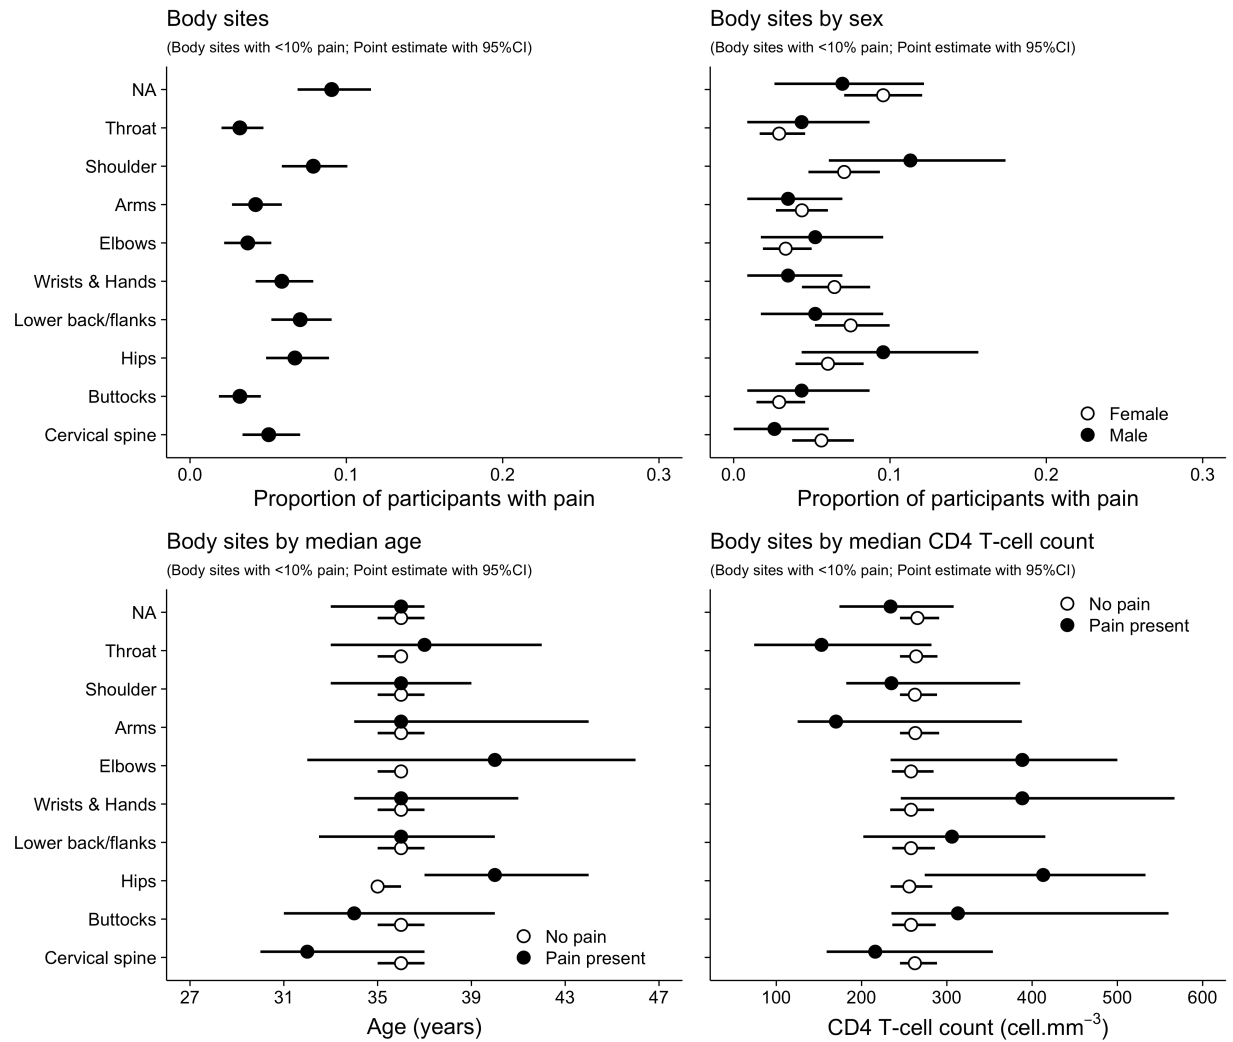 Body sites
(Body sites with <10% pain; Point estimate with 95%CI)
NA
Throat
Shoulder
Arms
Elbows
Wrists & Hands
Lower back/flanks
Hips
Buttocks
Cervical spine
0.0 0.1 0.2 0.3
Proportion of participants with pain
Body sites by sex
(Body sites with <10% pain; Point estimate with 95%CI)
Female
Male
0.0 0.1 0.2 0.3
Proportion of participants with pain
Body sites by median age
(Body sites with <10% pain; Point estimate with 95%CI)
NA
Throat
Shoulder
Arms
Elbows
Wrists & Hands
Lower back/flanks
Hips
Buttocks
Cervical spine
No pain
Pain present
27 31 35 39 43 47
Age (years)
Body sites by median CD4 T-cell count
(Body sites with <10% pain; Point estimate with 95%CI)
No pain
Pain present
100 200 300 400 500 600
CD4 T-cell count (cell.mm⁻³)